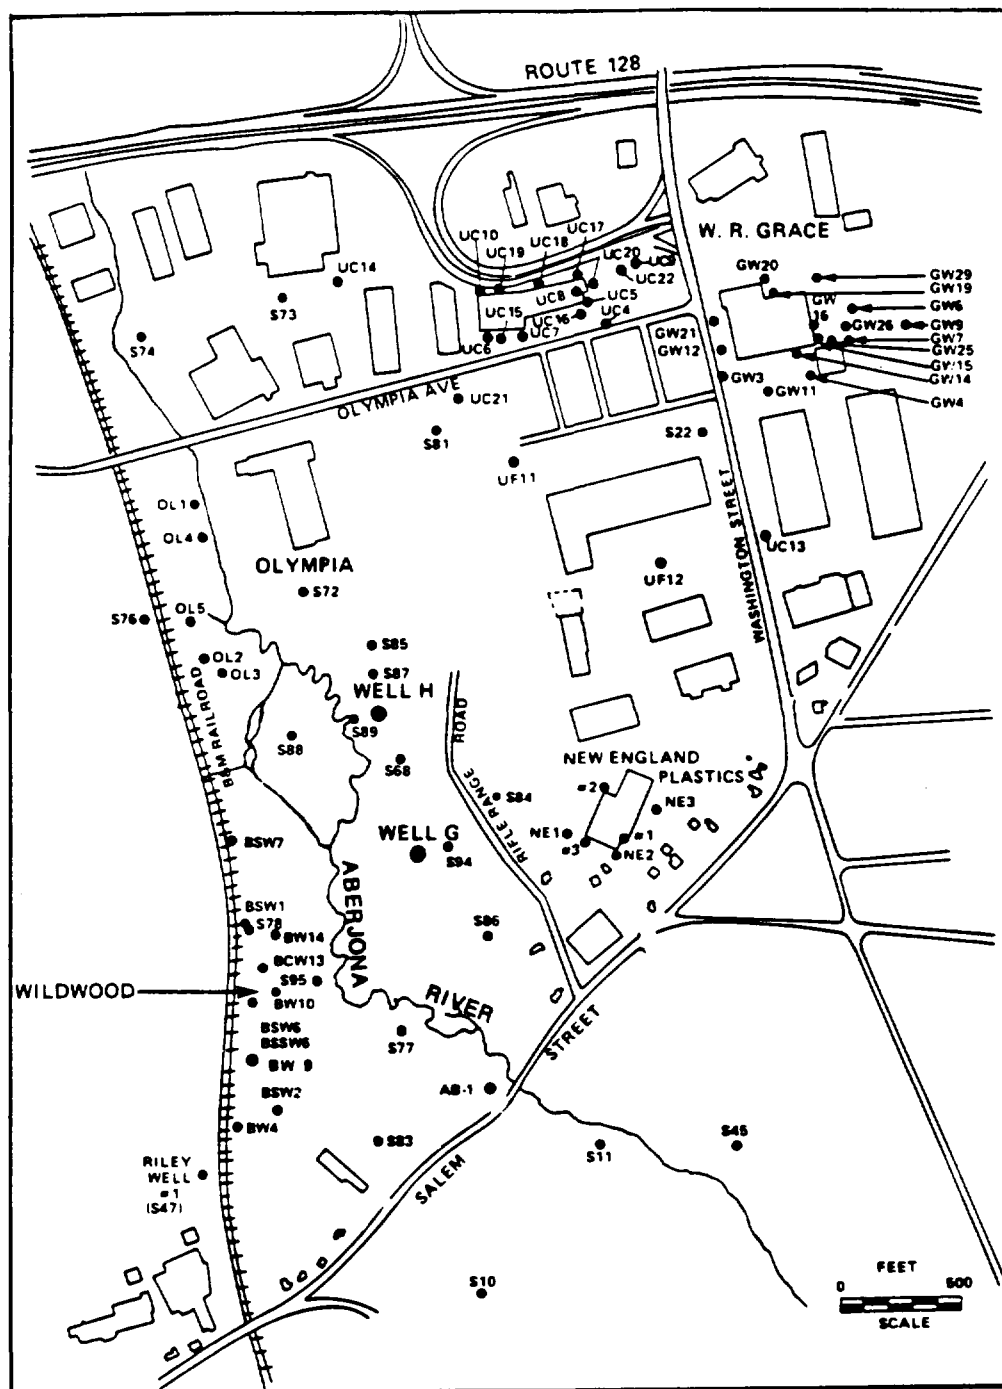 ROUTE 128
W. R. GRACE
UC10
UC19
UC18
UC17
UC20
UC9
UC22
UC14
S73
S74
UC8
UC5
UC15
UC16
UC4
UC6
UC7
GW20
GW29
GW19
GW
16
GW6
GW26
GW9
GW7
GW25
GW15
GW14
GW4
GW21
GW12
GW3
GW11
OLYMPIA AVE
UC21
S81
S22
UF11
OL1
OL4
OLYMPIA
WASHINGTON STREET
UC13
UF12
S72
S76
OL5
S85
OL2
OL3
S87
WELL H
B&M RAILROAD
S89
S88
S68
ROAD
RIFLE RANGE
NEW ENGLAND
PLASTICS
#2
S84
NE3
NE1
#1
#3
NE2
WELL G
S94
BSW7
ABERJONA
RIVER
BSW1
S78
BW14
S86
BCW13
S95
WILDWOOD
BW10
BSW6
BSSW6
S77
BW 9
STREET
BSW2
AB-1
BW4
S83
S11
S45
RILEY
WELL
#1
(S47)
SALEM
S10
FEET
0 600
SCALE